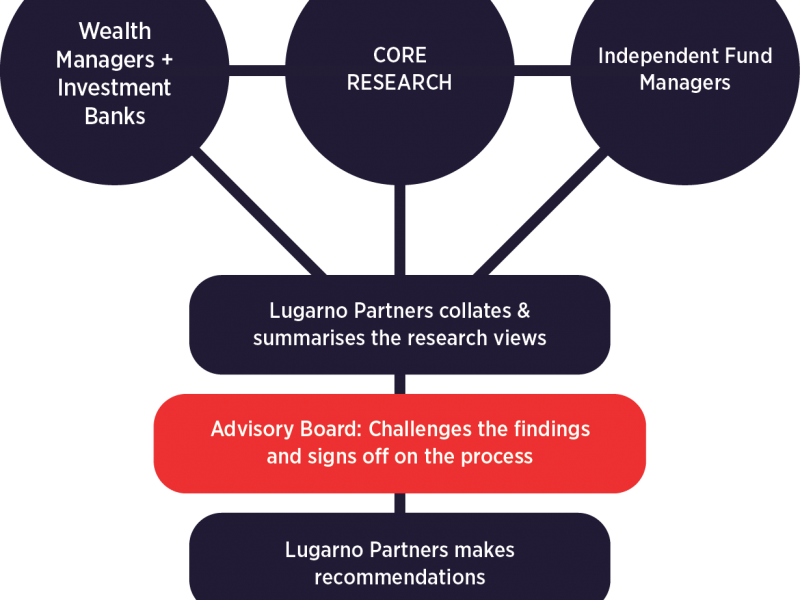 Wealth
Managers +
Investment
Banks
CORE
RESEARCH
Independent Fund
Managers
Lugarno Partners collates &
summarises the research views
Advisory Board: Challenges the findings
and signs off on the process
Lugarno Partners makes
recommendations